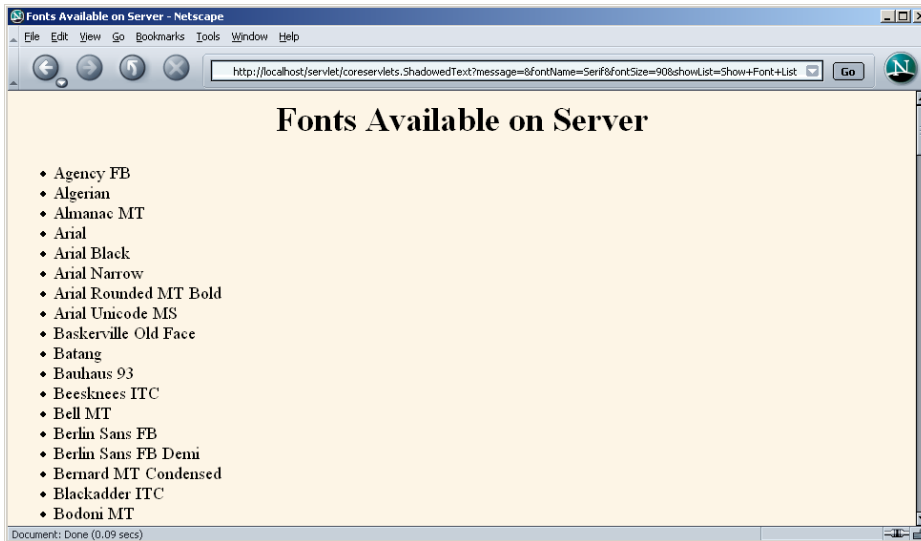 Fonts Available on Server - Netscape
File Edit View Go Bookmarks Tools Window Help
http://localhost/servlet/coreservlets.ShadowedText?message=&fontName=Serif&fontSize=90&showList=Show+Font+List Go N
Fonts Available on Server
• Agency FB
• Algerian
• Almanac MT
• Arial
• Arial Black
• Arial Narrow
• Arial Rounded MT Bold
• Arial Unicode MS
• Baskerville Old Face
• Batang
• Bauhaus 93
• Beesknees ITC
• Bell MT
• Berlin Sans FB
• Berlin Sans FB Demi
• Bernard MT Condensed
• Blackadder ITC
• Bodoni MT
Document: Done (0.09 secs)